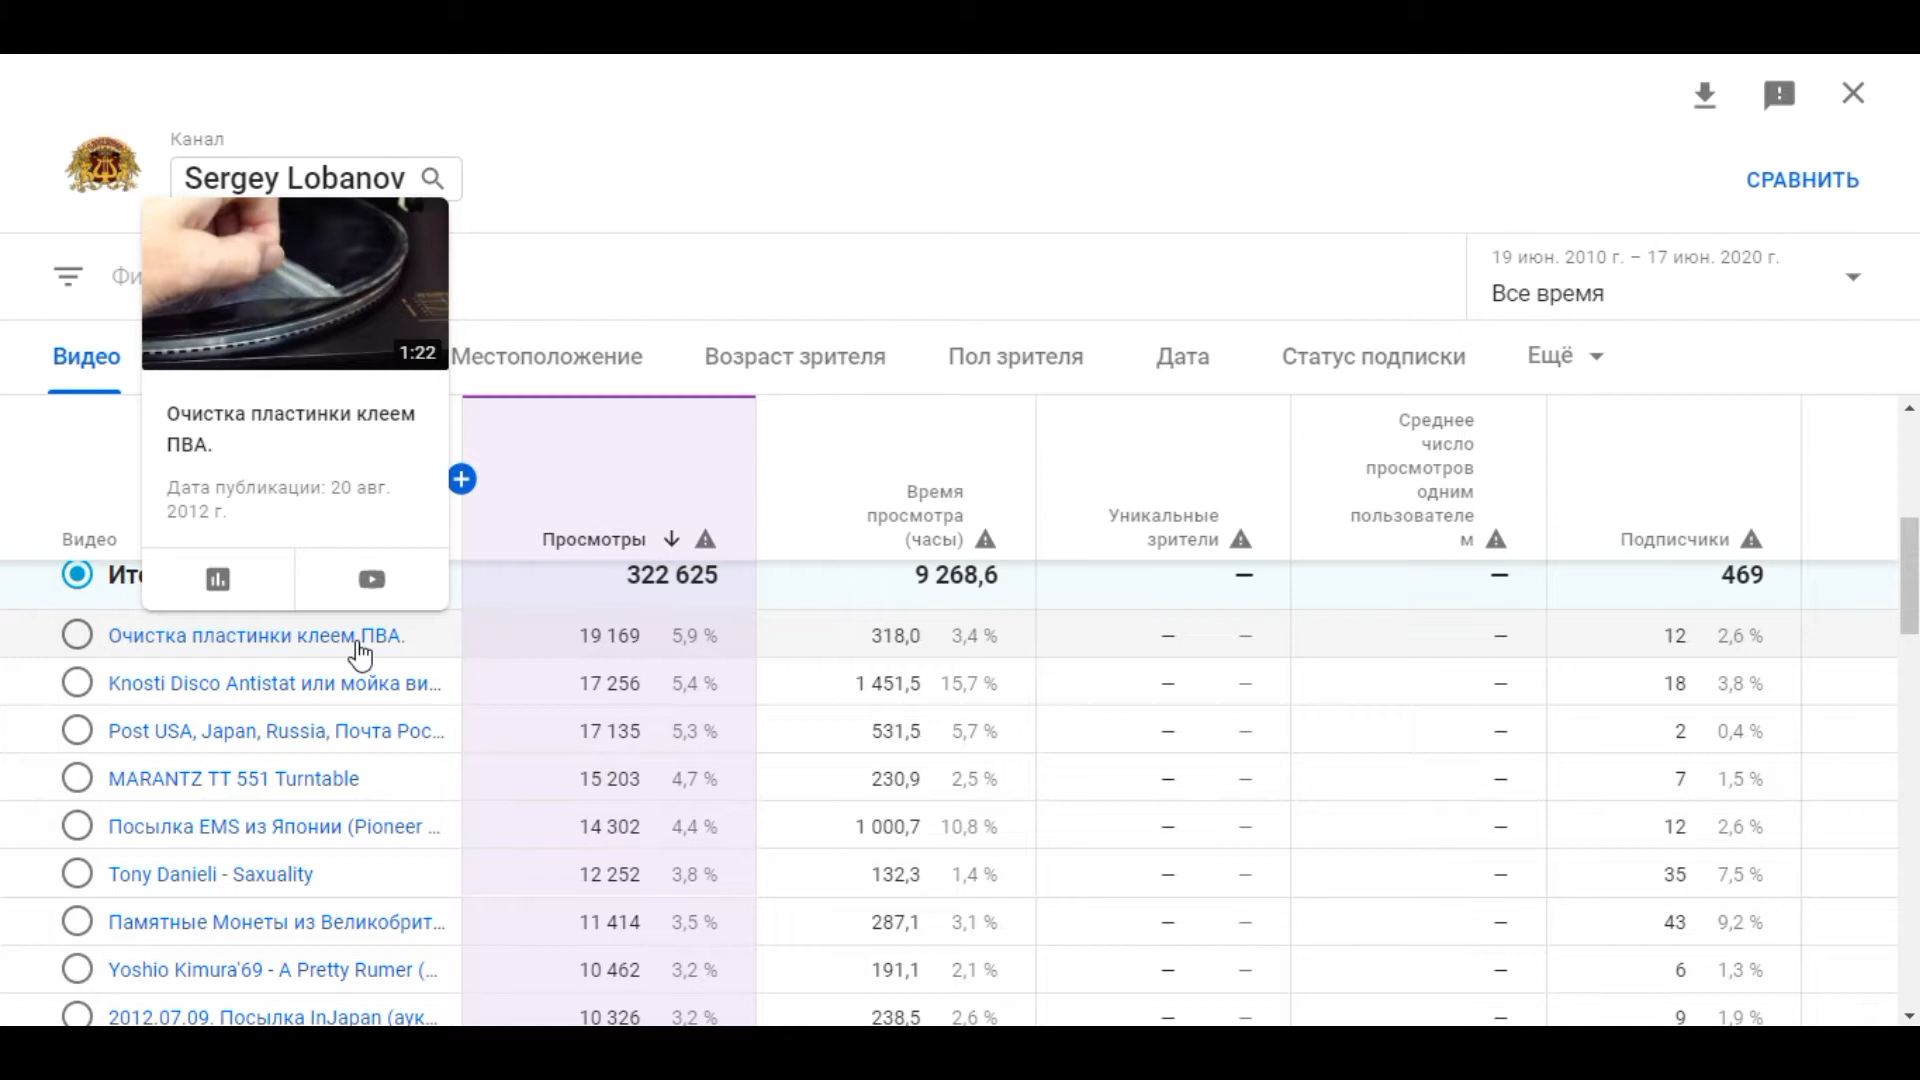 Канал
Sergey Lobanov
СРАВНИТЬ
Фи
19 июн. 2010 г. – 17 июн. 2020 г.
Все время
1:22
Видео
Местоположение
Возраст зрителя
Пол зрителя
Дата
Статус подписки
Ещё
Очистка пластинки клеем
ПВА.
Дата публикации: 20 авг.
2012 г.
Видео
Просмотры
Время
просмотра
(часы)
Уникальные
зрители
Среднее
число
просмотров
одним
пользователе
м
Подписчики
Ито 322 625 9 268,6 — — 469
Очистка пластинки клеем ПВА. 19 169 5,9 % 318,0 3,4 % — — — 12 2,6 %
Knosti Disco Antistat или мойка ви... 17 256 5,4 % 1 451,5 15,7 % — — — 18 3,8 %
Post USA, Japan, Russia, Почта Рос... 17 135 5,3 % 531,5 5,7 % — — — 2 0,4 %
MARANTZ TT 551 Turntable 15 203 4,7 % 230,9 2,5 % — — — 7 1,5 %
Посылка EMS из Японии (Pioneer ... 14 302 4,4 % 1 000,7 10,8 % — — — 12 2,6 %
Tony Danieli - Saxuality 12 252 3,8 % 132,3 1,4 % — — — 35 7,5 %
Памятные Монеты из Великобрит... 11 414 3,5 % 287,1 3,1 % — — — 43 9,2 %
Yoshio Kimura'69 - A Pretty Rumer (... 10 462 3,2 % 191,1 2,1 % — — — 6 1,3 %
2012.07.09. Посылка InJapan (аук... 10 326 3,2 % 238,5 2,6 % — — — 9 1,9 %